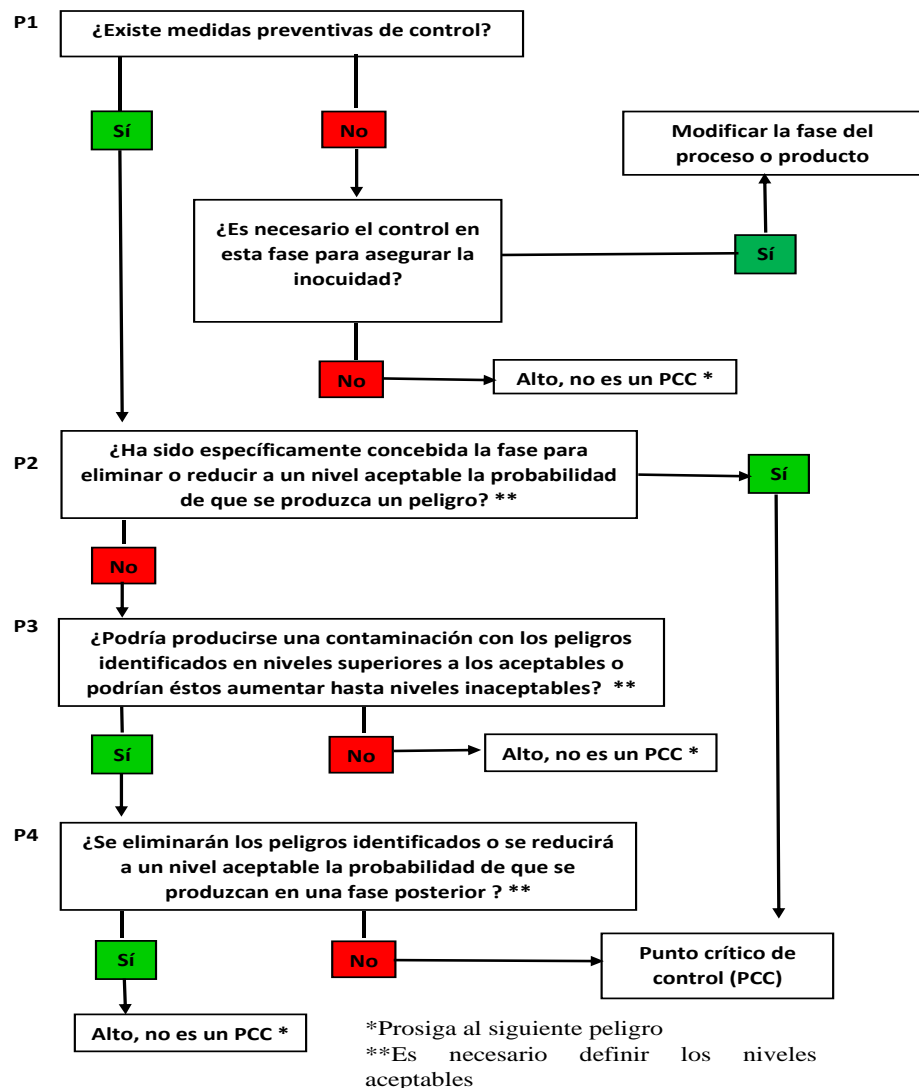 P1
¿Existe medidas preventivas de control?
Sí
No
Modificar la fase del
proceso o producto
¿Es necesario el control en
esta fase para asegurar la
inocuidad?
Sí
No
Alto, no es un PCC *
P2
¿Ha sido específicamente concebida la fase para
eliminar o reducir a un nivel aceptable la probabilidad
de que se produzca un peligro? **
Sí
No
P3
¿Podría producirse una contaminación con los peligros
identificados en niveles superiores a los aceptables o
podrían éstos aumentar hasta niveles inaceptables? **
Sí
No
Alto, no es un PCC *
P4
¿Se eliminarán los peligros identificados o se reducirá
a un nivel aceptable la probabilidad de que se
produzcan en una fase posterior ? **
Sí
No
Punto crítico de
control (PCC)
Alto, no es un PCC *
*Prosiga al siguiente peligro
**Es necesario definir los niveles
aceptables